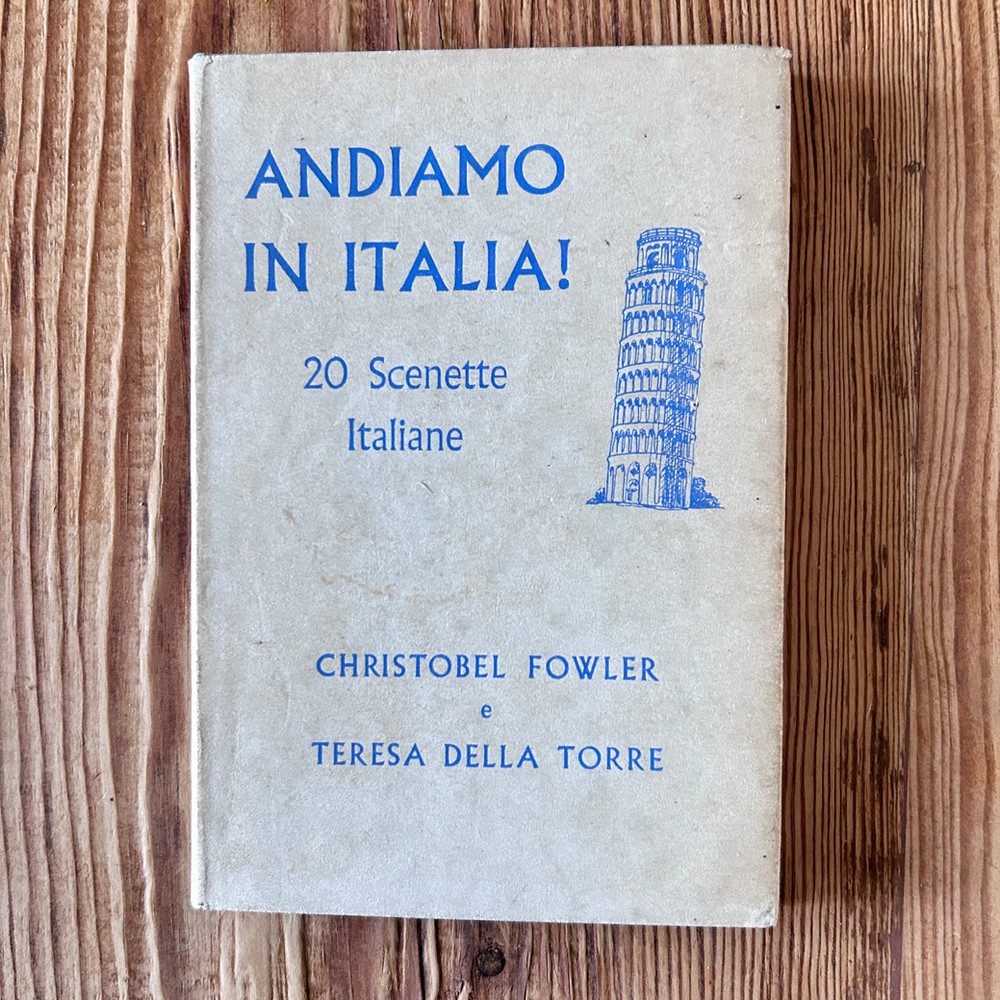 ANDIAMO
IN ITALIA!
20 Scenette
Italiane
CHRISTOBEL FOWLER
e
TERESA DELLA TORRE